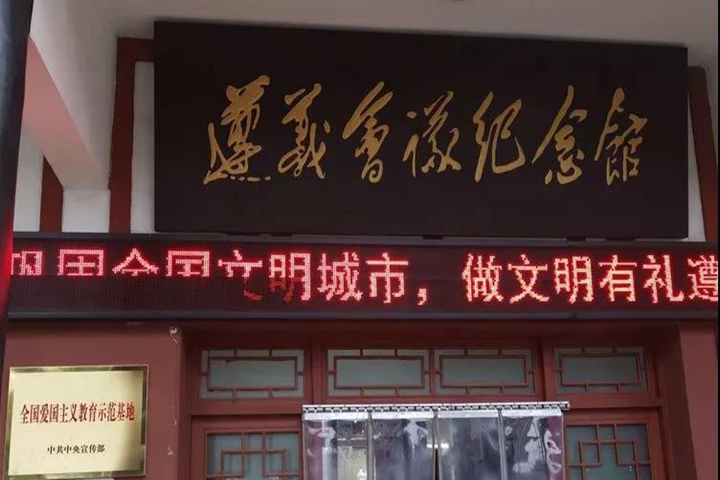 遵義會議紀念館
巩固全国文明城市，做文明有礼遵
全国爱国主义教育示范基地
中共中央宣传部